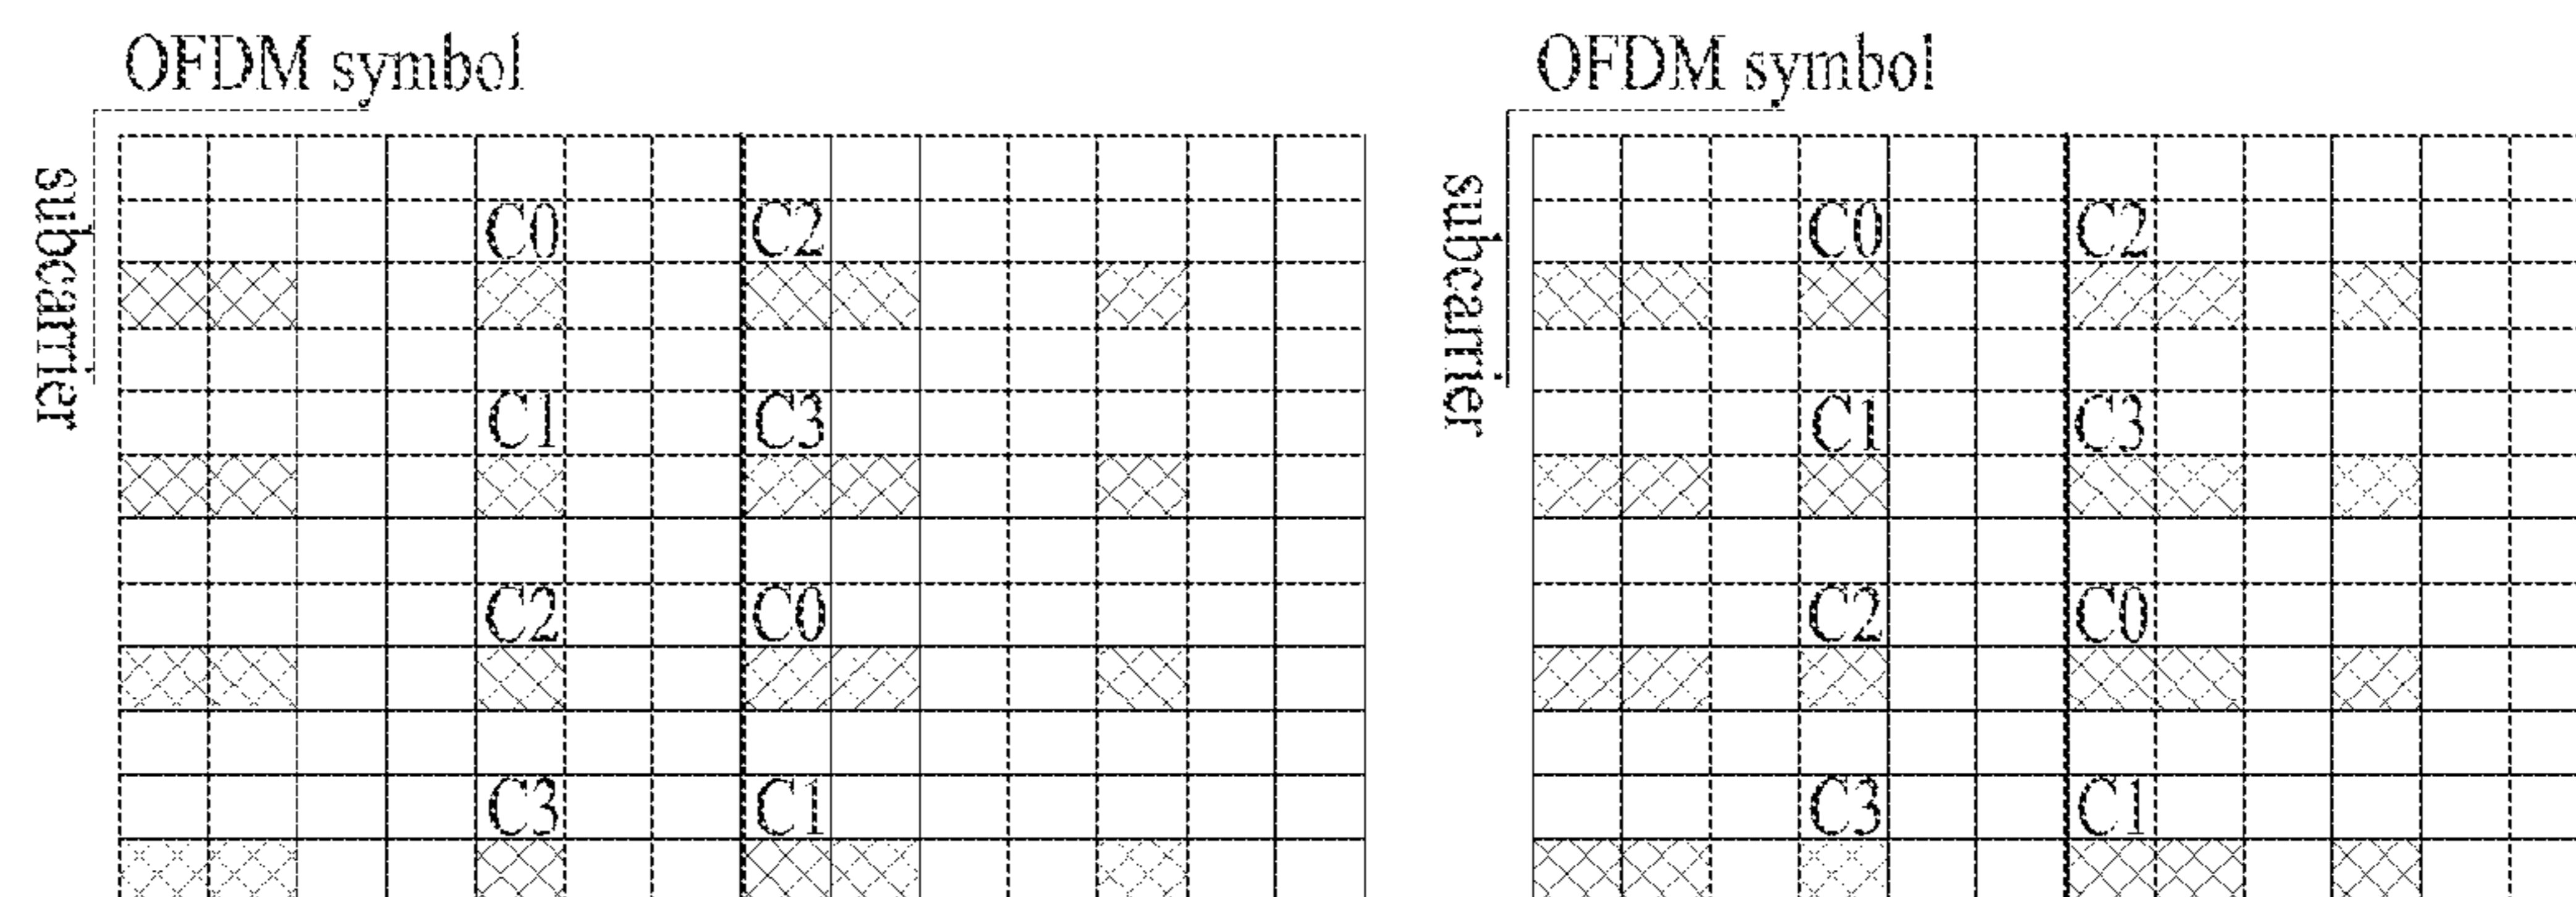 OFDM symbol
subcarrier
C0 C2
C1 C3
C2 C0
C3 C1
OFDM symbol
subcarrier
C0 C2
C1 C3
C2 C0
C3 C1